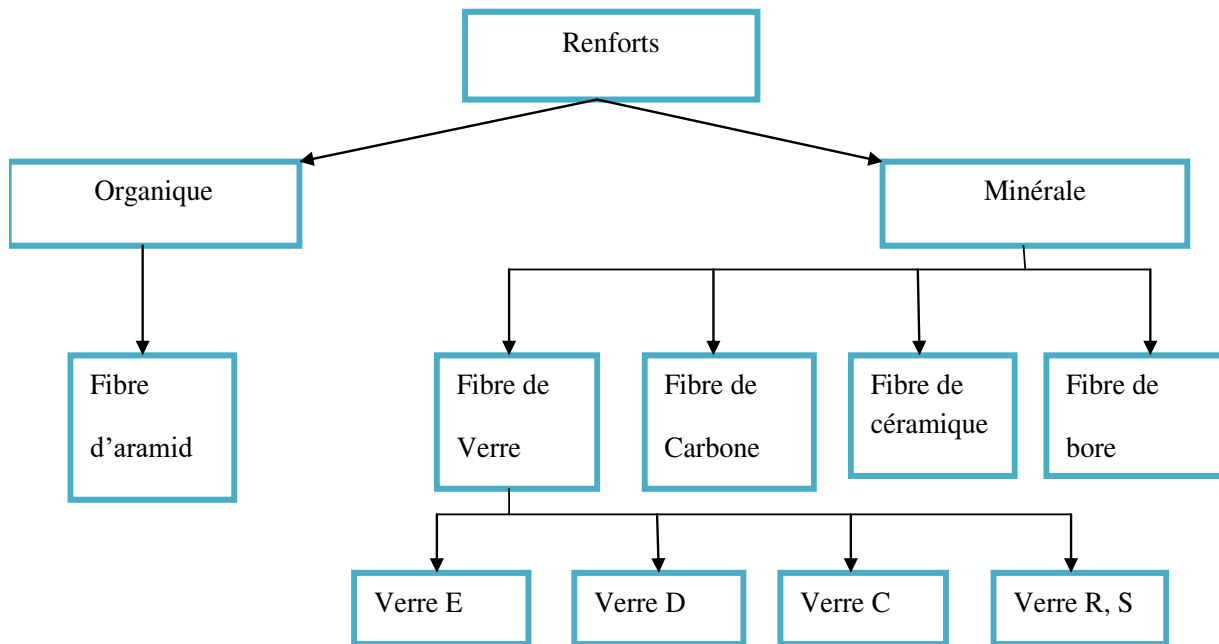 Renforts
Organique
Minérale
Fibre
d’aramid
Fibre de
Verre
Fibre de
Carbone
Fibre de
céramique
Fibre de
bore
Verre E
Verre D
Verre C
Verre R, S